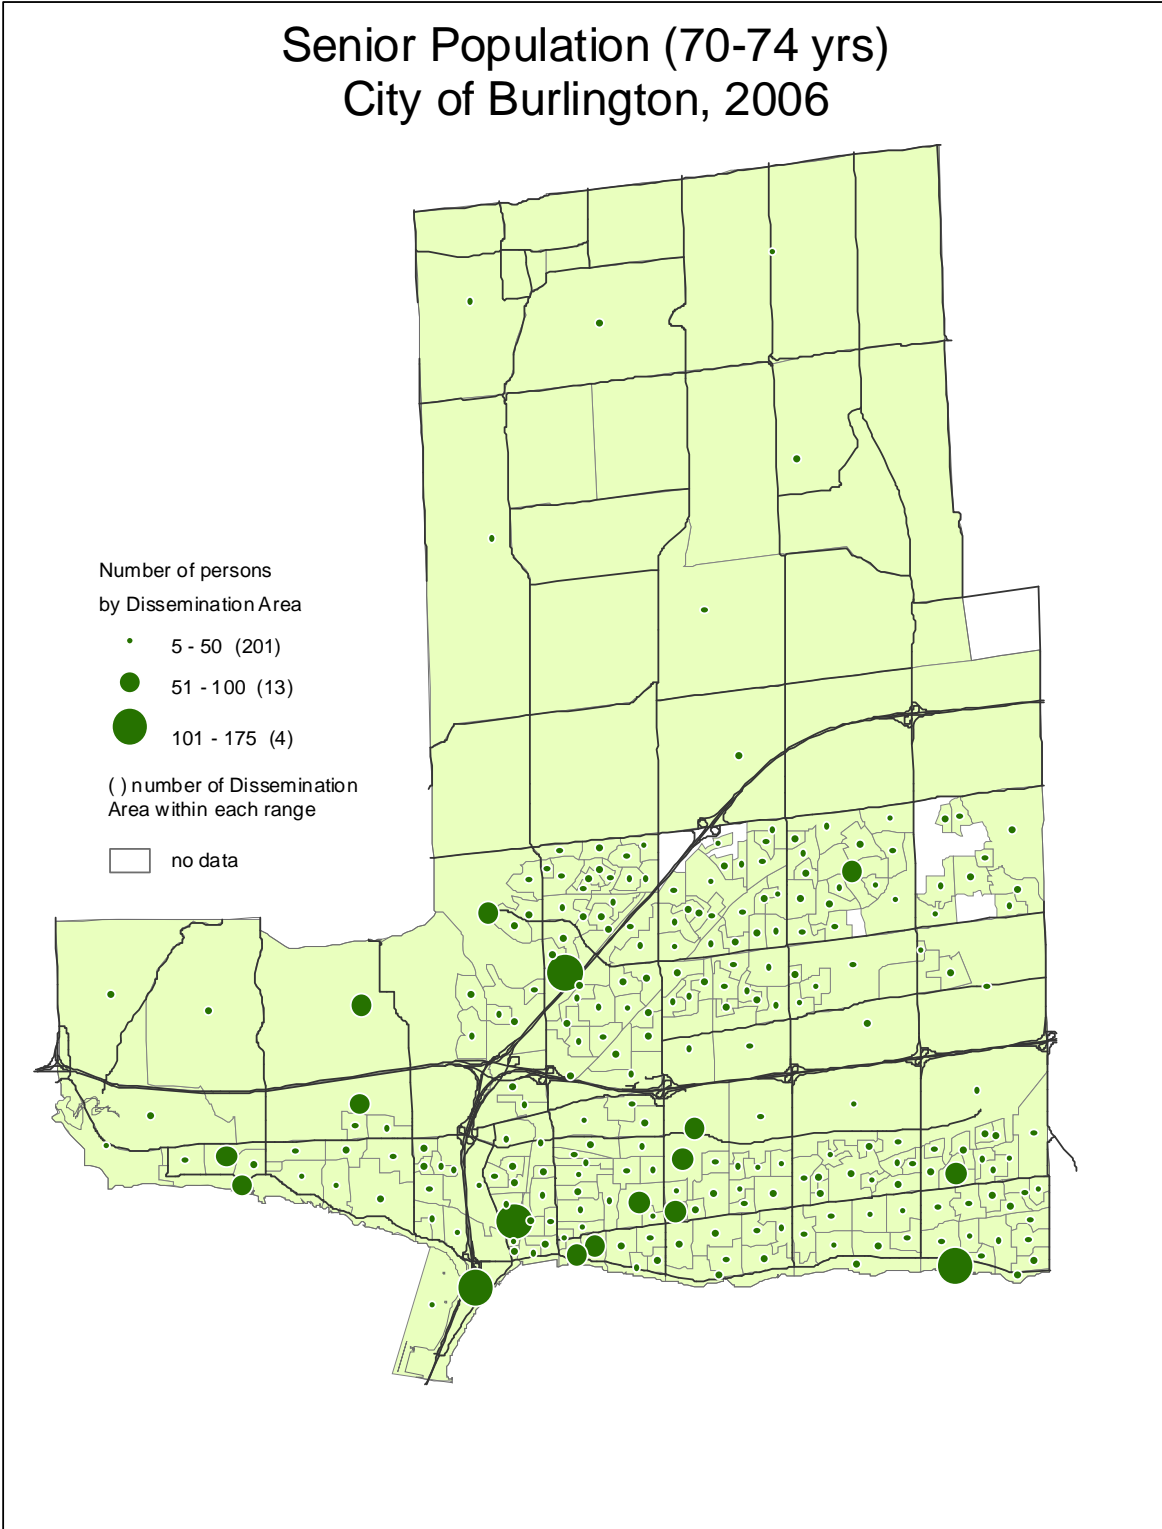 Senior Population (70-74 yrs)
City of Burlington, 2006
Number of persons
by Dissemination Area
5 - 50 (201)
51 - 100 (13)
101 - 175 (4)
( ) number of Dissemination
Area within each range
no data